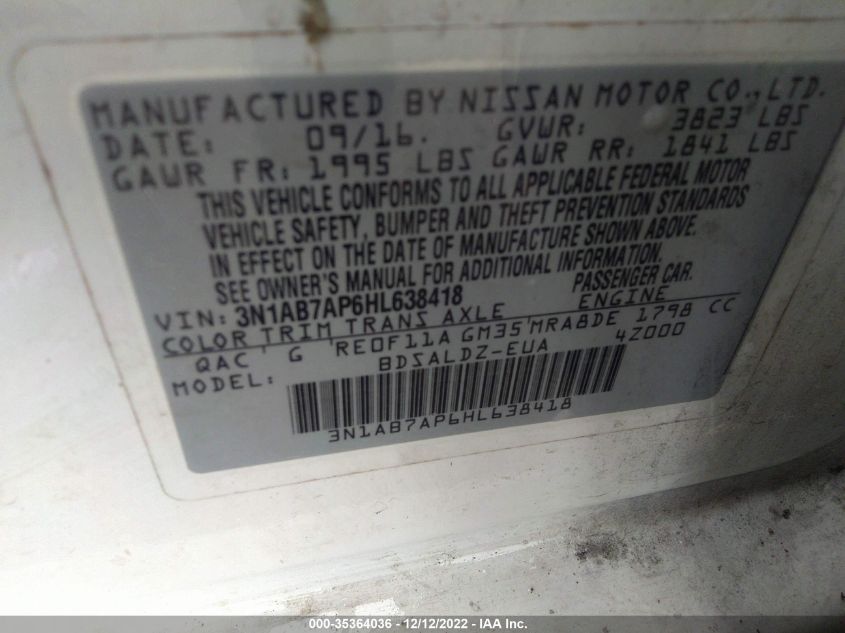 MANUFACTURED BY NISSAN MOTOR CO., LTD.
DATE: 09/16. GVWR: 3823 LBS
GAWR FR: 1995 LBS GAWR RR: 1841 LBS
THIS VEHICLE CONFORMS TO ALL APPLICABLE FEDERAL MOTOR
VEHICLE SAFETY, BUMPER AND THEFT PREVENTION STANDARDS
IN EFFECT ON THE DATE OF MANUFACTURE SHOWN ABOVE.
SEE OWNER'S MANUAL FOR ADDITIONAL INFORMATION.
VIN: 3N1AB7AP6HL638418 PASSENGER CAR.
COLOR TRIM TRANS AXLE ENGINE
QAC G RE0F11A GM35 MRA8DE 1798 CC
MODEL: BDSALDZ-EUA 4Z000
3N1AB7AP6HL638418
000-35364036 - 12/12/2022 - IAA Inc.